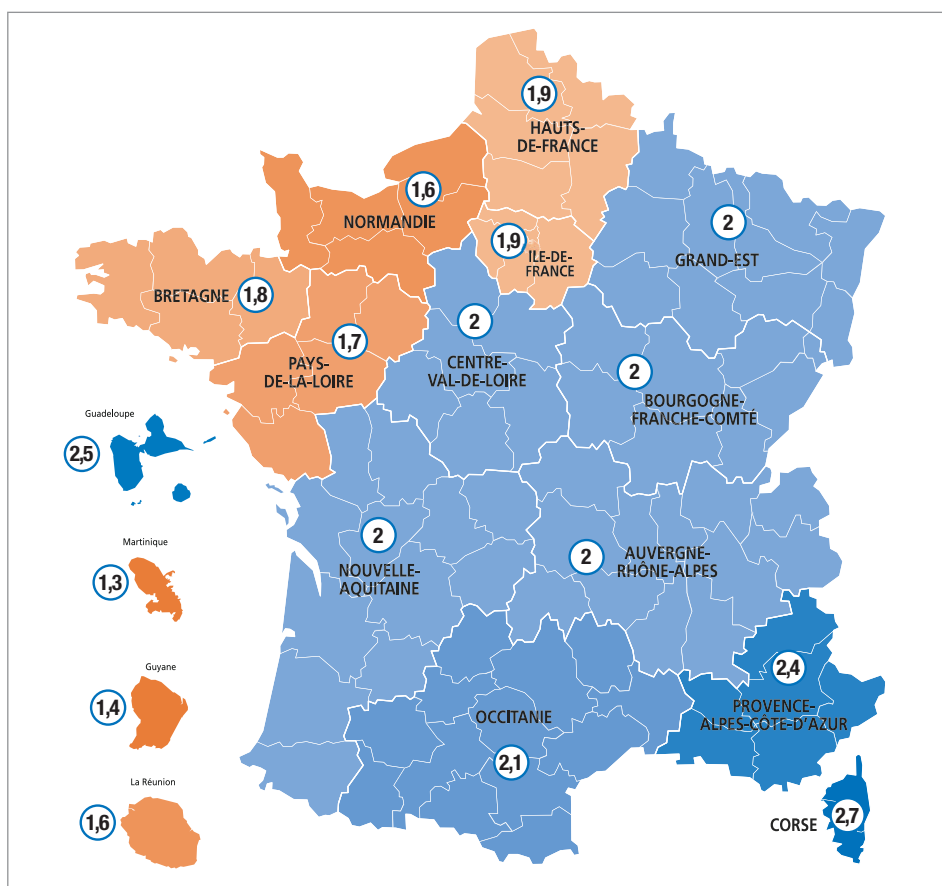 1,9
HAUTS-
DE-FRANCE
1,6
NORMANDIE
1,9
ILE-DE-
FRANCE
2
GRAND-EST
BRETAGNE
1,8
1,7
PAYS-
DE-LA-LOIRE
2
CENTRE-
VAL-DE-LOIRE
2
BOURGOGNE-
FRANCHE-COMTÉ
Guadeloupe
2,5
2
NOUVELLE-
AQUITAINE
2
AUVERGNE-
RHÔNE-ALPES
Martinique
1,3
Guyane
1,4
2,4
PROVENCE-
ALPES-CÔTE-D'AZUR
OCCITANIE
2,1
La Réunion
1,6
CORSE
2,7